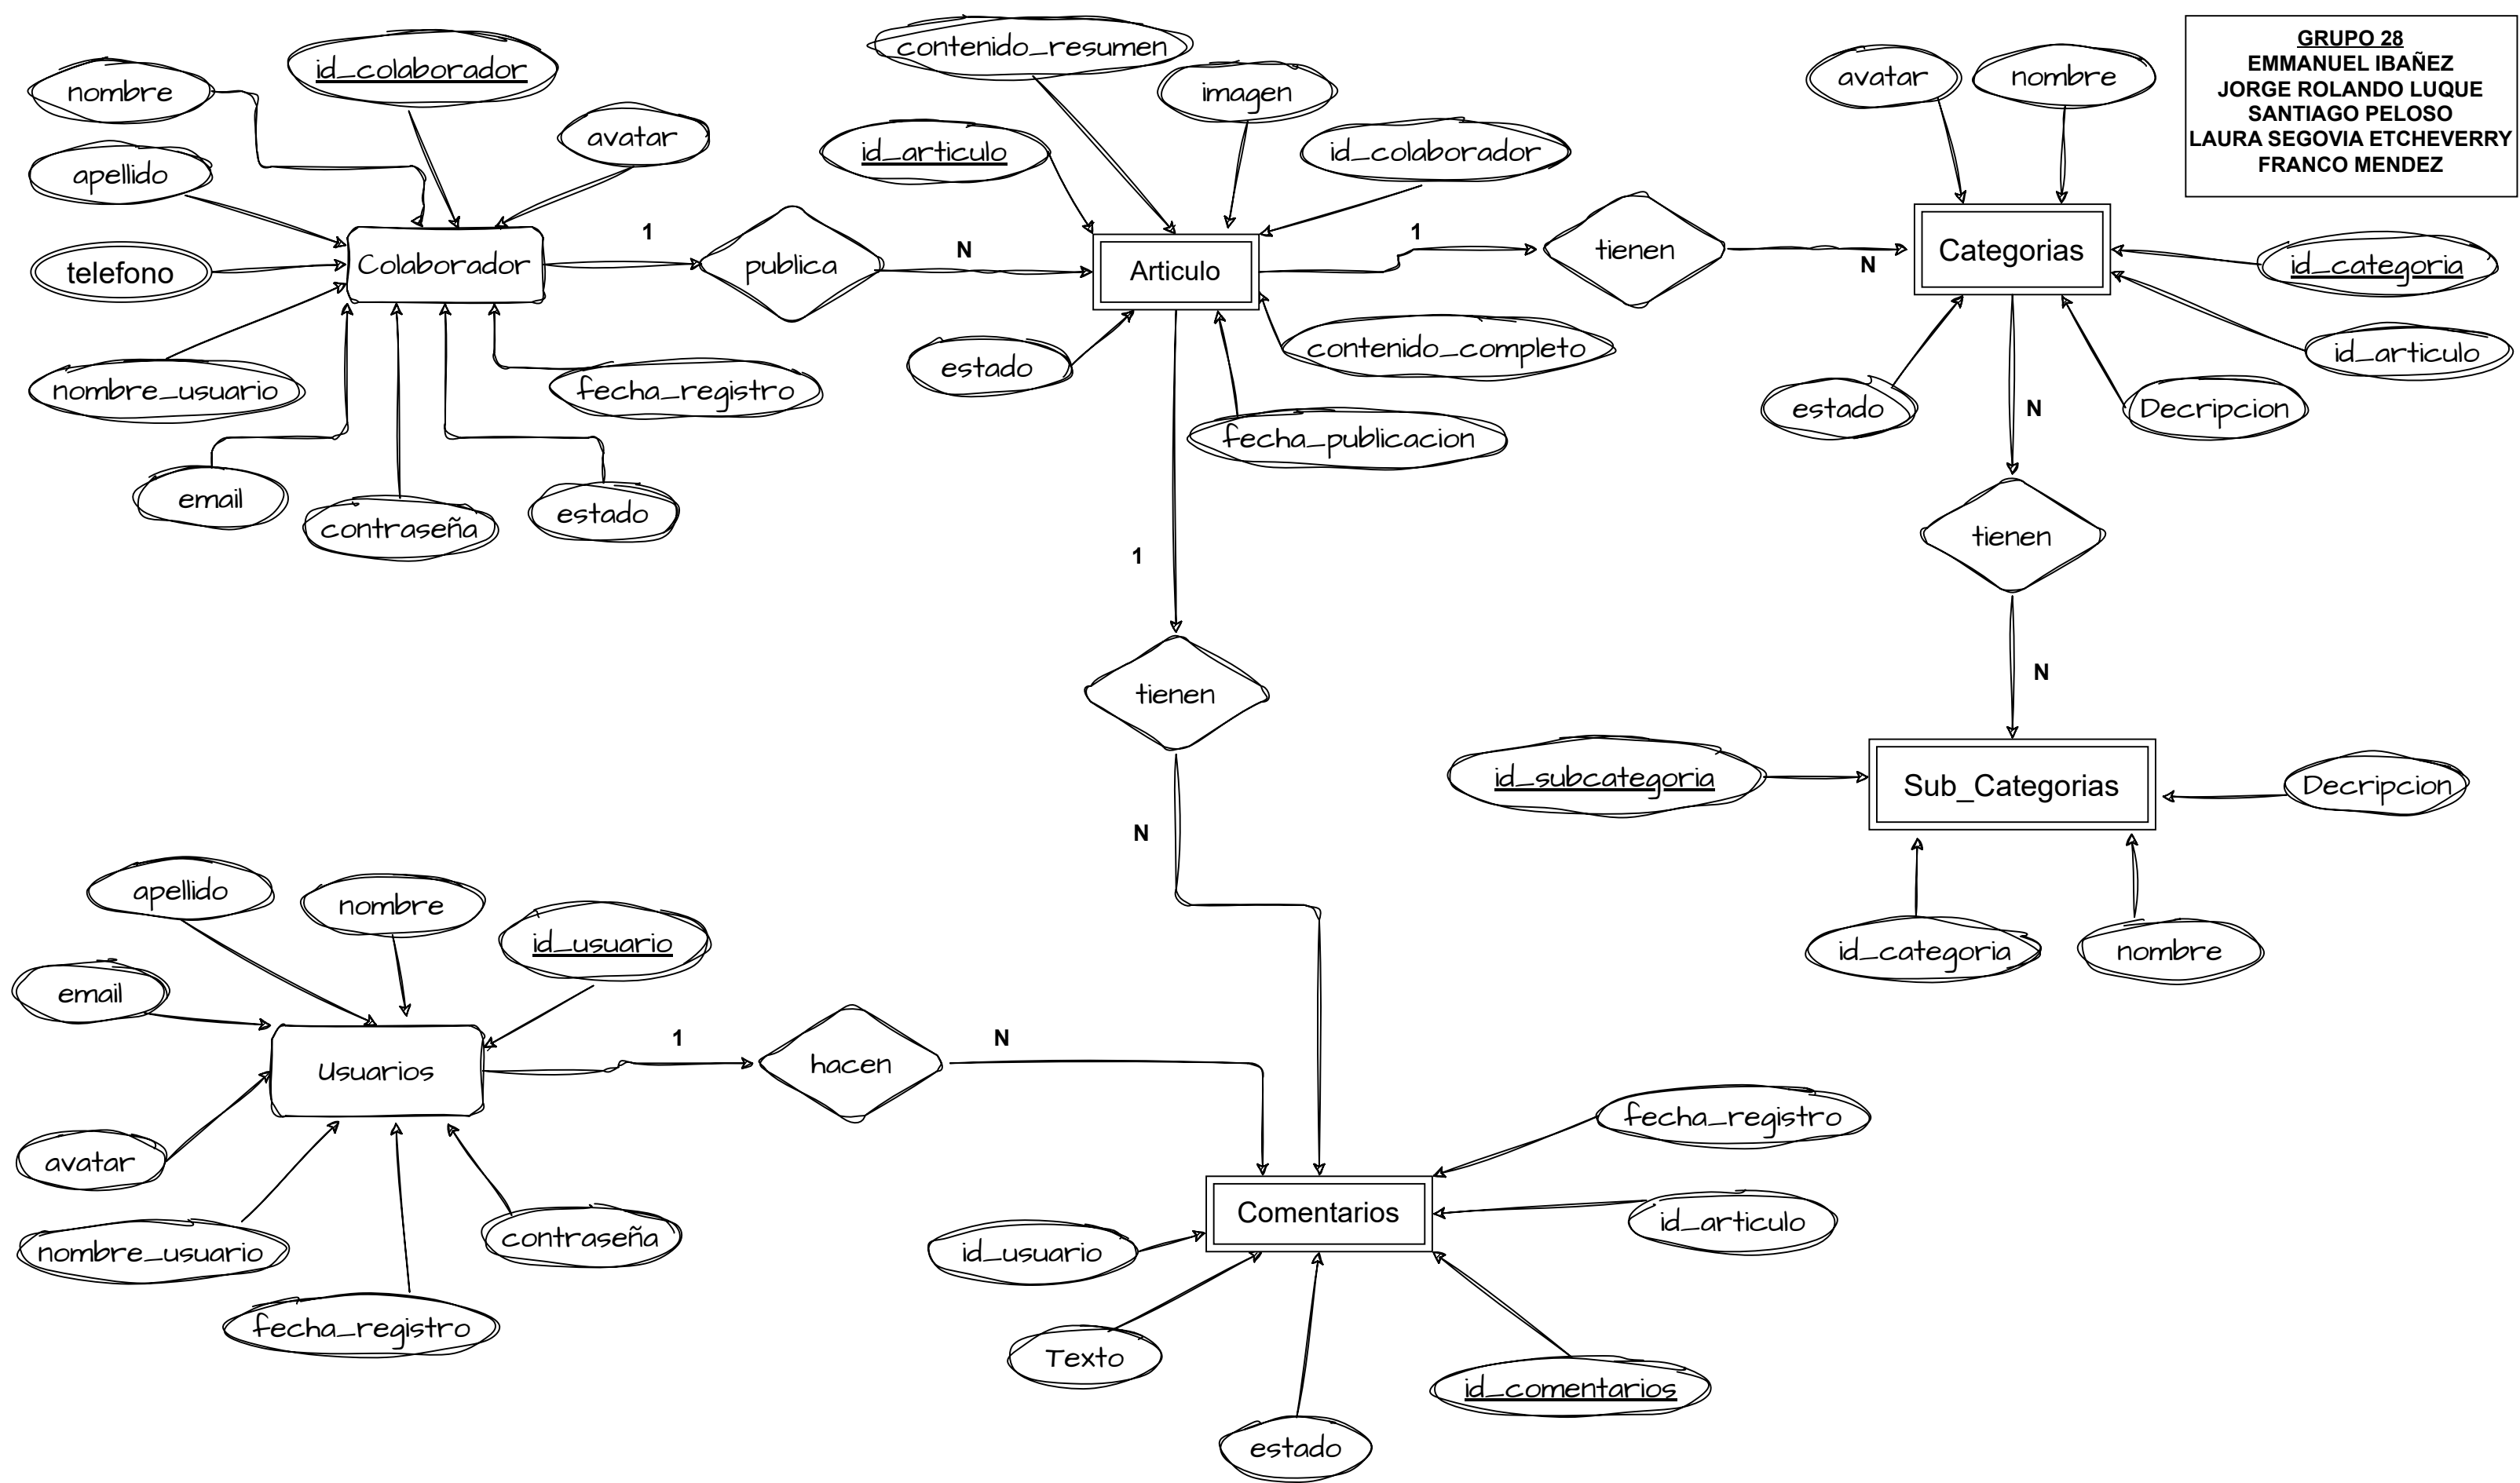 GRUPO 28
EMMANUEL IBAÑEZ
JORGE ROLANDO LUQUE
SANTIAGO PELOSO
LAURA SEGOVIA ETCHEVERRY
FRANCO MENDEZ
nombre
id_colaborador
apellido
avatar
telefono
Colaborador
nombre_usuario
fecha_registro
email
contraseña
estado
1
publica
N
contenido_resumen
imagen
id_articulo
id_colaborador
Articulo
estado
contenido_completo
fecha_publicacion
1
tienen
N
avatar
nombre
Categorias
id_categoria
id_articulo
estado
Decripcion
N
tienen
N
id_subcategoria
Sub_Categorias
Decripcion
id_categoria
nombre
1
tienen
N
apellido
nombre
id_usuario
email
Usuarios
avatar
nombre_usuario
contraseña
fecha_registro
1
hacen
N
fecha_registro
Comentarios
id_articulo
id_usuario
Texto
id_comentarios
estado